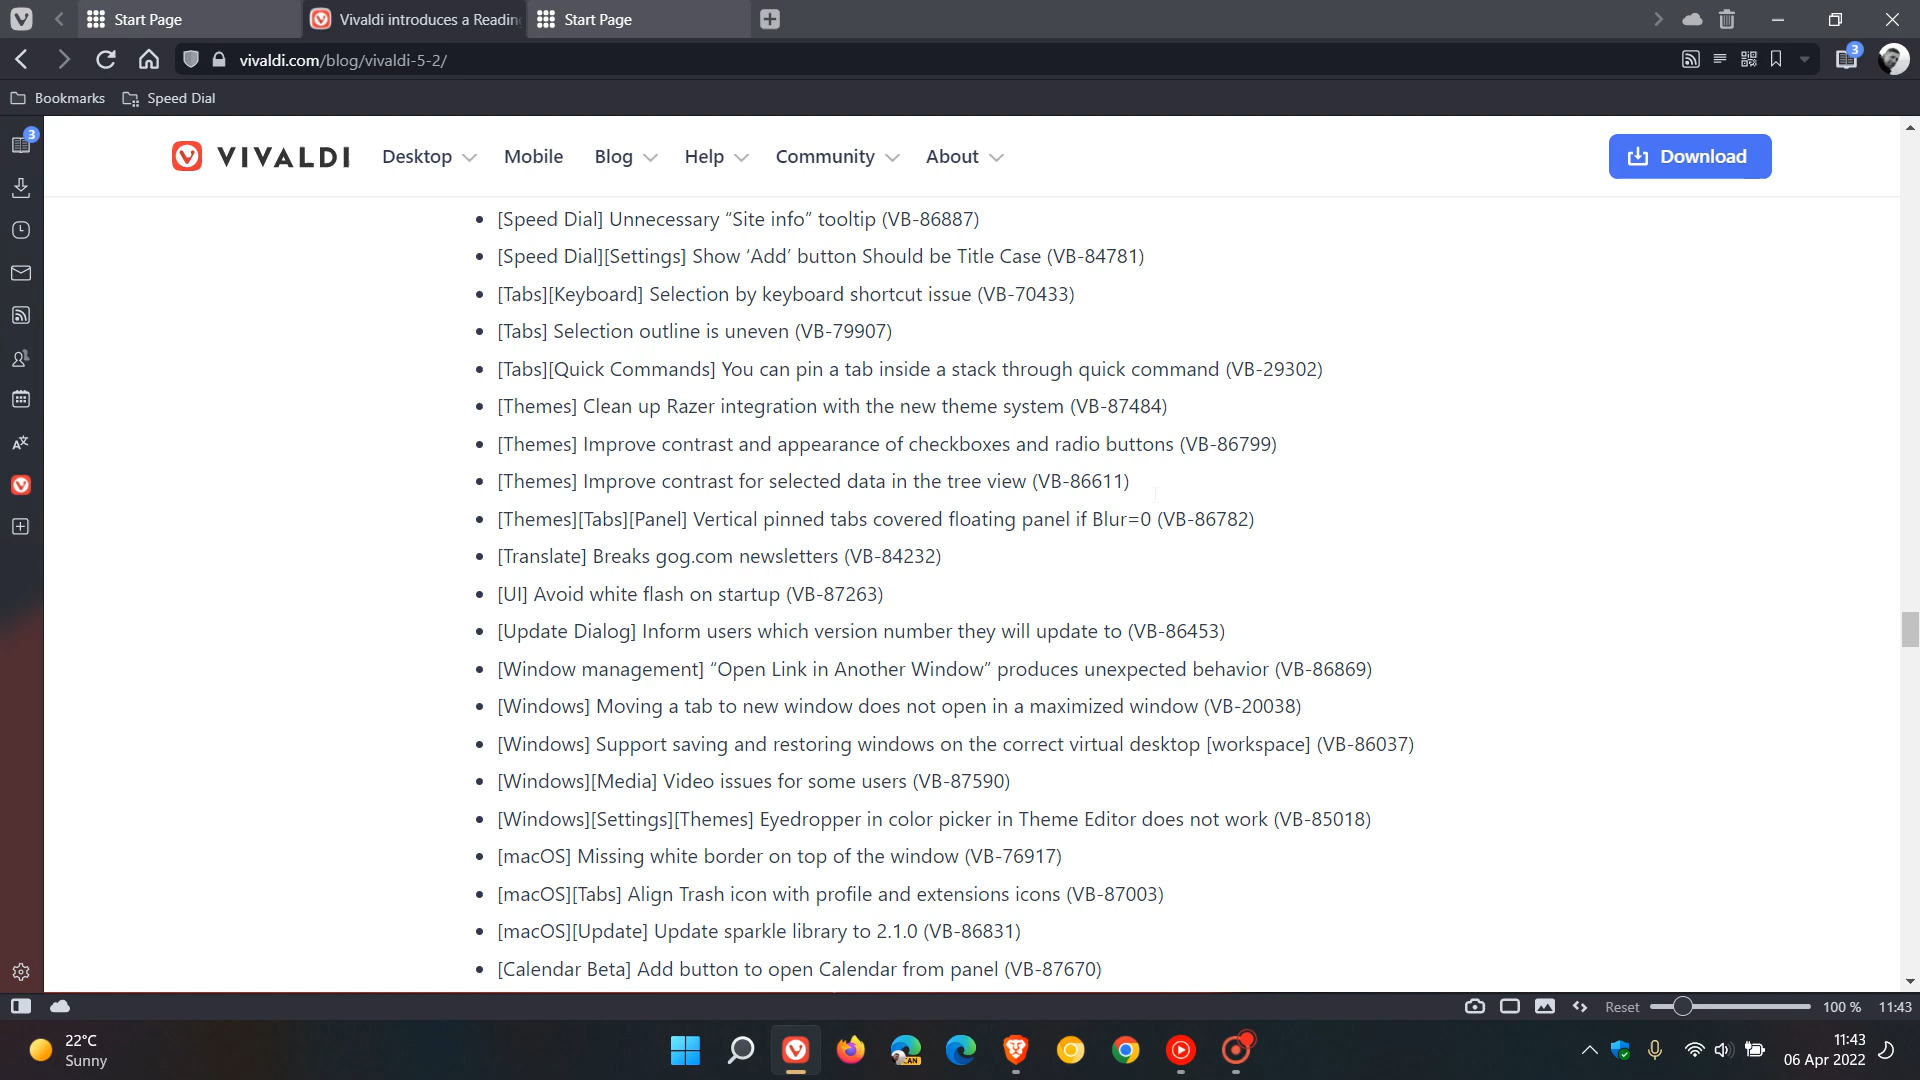 Start Page
Vivaldi introduces a Readin
Start Page
vivaldi.com/blog/vivaldi-5-2/
3
Bookmarks
Speed Dial
3
VIVALDI
Desktop
Mobile
Blog
Help
Community
About
Download
• [Speed Dial] Unnecessary “Site info” tooltip (VB-86887)
• [Speed Dial][Settings] Show ‘Add’ button Should be Title Case (VB-84781)
• [Tabs][Keyboard] Selection by keyboard shortcut issue (VB-70433)
• [Tabs] Selection outline is uneven (VB-79907)
• [Tabs][Quick Commands] You can pin a tab inside a stack through quick command (VB-29302)
• [Themes] Clean up Razer integration with the new theme system (VB-87484)
• [Themes] Improve contrast and appearance of checkboxes and radio buttons (VB-86799)
• [Themes] Improve contrast for selected data in the tree view (VB-86611)
• [Themes][Tabs][Panel] Vertical pinned tabs covered floating panel if Blur=0 (VB-86782)
• [Translate] Breaks gog.com newsletters (VB-84232)
• [UI] Avoid white flash on startup (VB-87263)
• [Update Dialog] Inform users which version number they will update to (VB-86453)
• [Window management] “Open Link in Another Window” produces unexpected behavior (VB-86869)
• [Windows] Moving a tab to new window does not open in a maximized window (VB-20038)
• [Windows] Support saving and restoring windows on the correct virtual desktop [workspace] (VB-86037)
• [Windows][Media] Video issues for some users (VB-87590)
• [Windows][Settings][Themes] Eyedropper in color picker in Theme Editor does not work (VB-85018)
• [macOS] Missing white border on top of the window (VB-76917)
• [macOS][Tabs] Align Trash icon with profile and extensions icons (VB-87003)
• [macOS][Update] Update sparkle library to 2.1.0 (VB-86831)
• [Calendar Beta] Add button to open Calendar from panel (VB-87670)
Reset
100 %
11:43
22°C
Sunny
CAN
11:43
06 Apr 2022